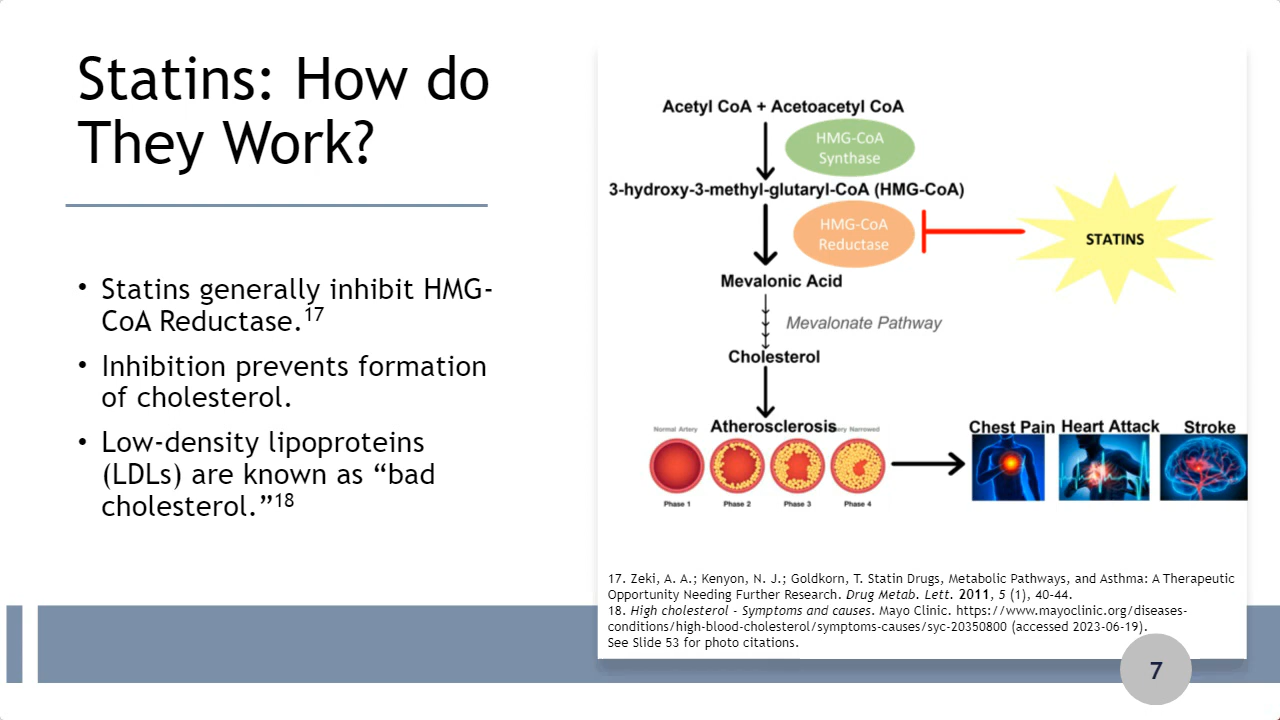 Statins: How do
They Work?
• Statins generally inhibit HMG-
CoA Reductase.17
• Inhibition prevents formation
of cholesterol.
• Low-density lipoproteins
(LDLs) are known as “bad
cholesterol.”18
Acetyl CoA + Acetoacetyl CoA
HMG-CoA
Synthase
3-hydroxy-3-methyl-glutaryl-CoA (HMG-CoA)
HMG-CoA
Reductase
STATINS
Mevalonic Acid
Mevalonate Pathway
Cholesterol
Normal Artery
Atherosclerosis
Narrowed
Phase 1
Phase 2
Phase 3
Phase 4
Chest Pain
Heart Attack
Stroke
17. Zeki, A. A.; Kenyon, N. J.; Goldkorn, T. Statin Drugs, Metabolic Pathways, and Asthma: A Therapeutic
Opportunity Needing Further Research. Drug Metab. Lett. 2011, 5 (1), 40-44.
18. High cholesterol - Symptoms and causes. Mayo Clinic. https://www.mayoclinic.org/diseases-
conditions/high-blood-cholesterol/symptoms-causes/syc-20350800 (accessed 2023-06-19).
See Slide 53 for photo citations.
7